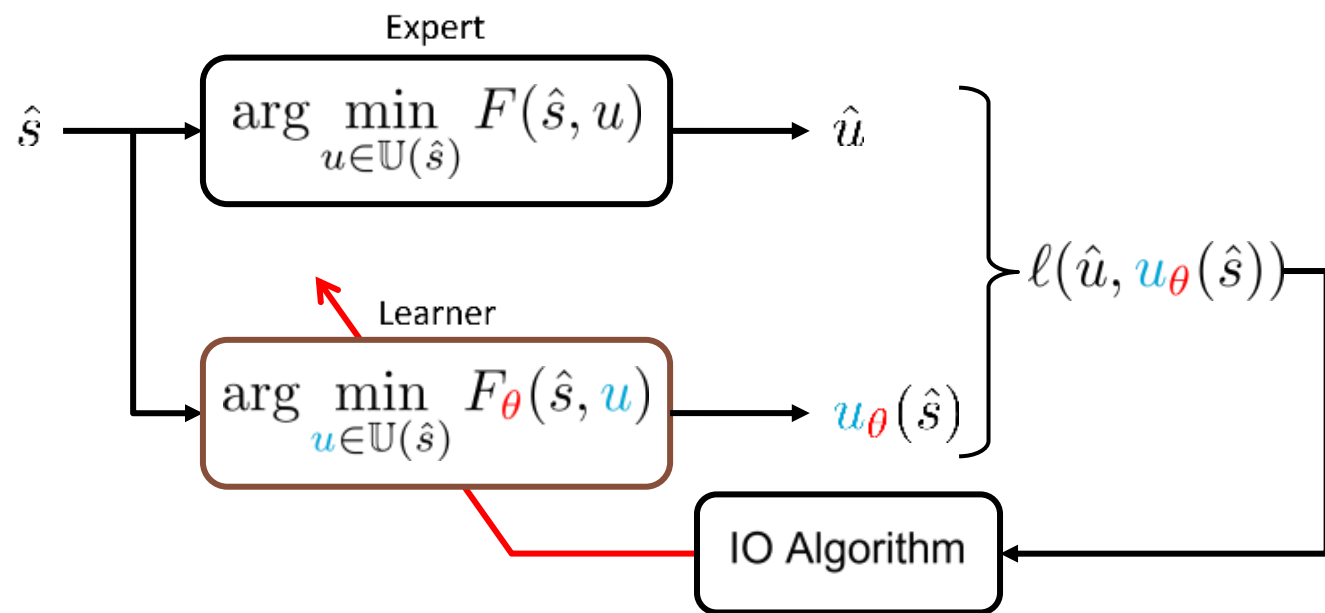 Expert
ŝ
arg min F(ŝ, u)
u∈𝕌(ŝ)
û
ℓ(û, u_θ(ŝ))
Learner
arg min F_θ(ŝ, u)
u∈𝕌(ŝ)
u_θ(ŝ)
IO Algorithm